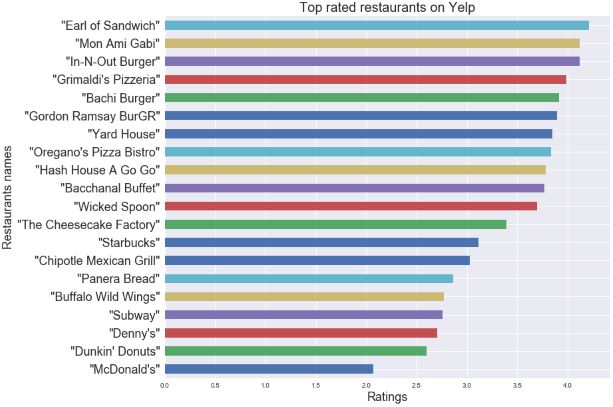 Top rated restaurants on Yelp
Restaurants names
"Earl of Sandwich"
"Mon Ami Gabi"
"In-N-Out Burger"
"Grimaldi's Pizzeria"
"Bachi Burger"
"Gordon Ramsay BurGR"
"Yard House"
"Oregano's Pizza Bistro"
"Hash House A Go Go"
"Bacchanal Buffet"
"Wicked Spoon"
"The Cheesecake Factory"
"Starbucks"
"Chipotle Mexican Grill"
"Panera Bread"
"Buffalo Wild Wings"
"Subway"
"Denny's"
"Dunkin' Donuts"
"McDonald's"
0.0 0.5 1.0 1.5 2.0 2.5 3.0 3.5 4.0
Ratings